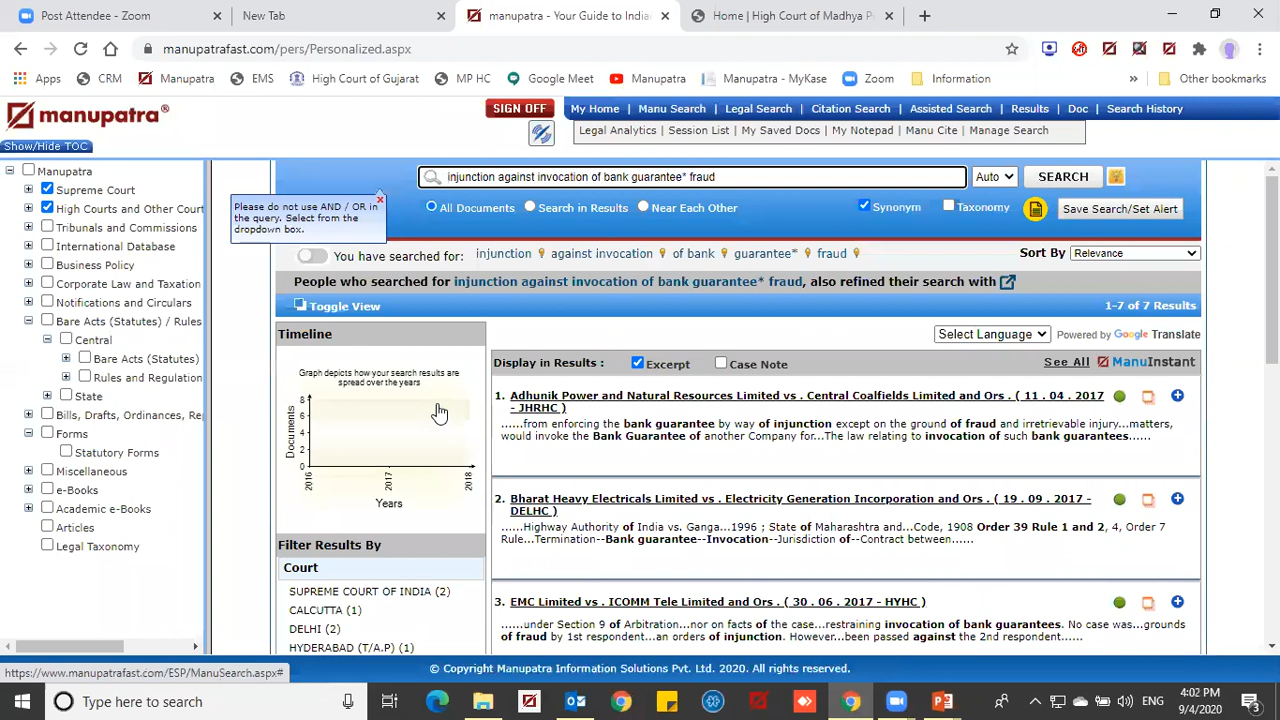 Post Attendee - Zoom
New Tab
manupatra - Your Guide to India
Home | High Court of Madhya P
manupatrafast.com/pers/Personalized.aspx
Apps
CRM
Manupatra
EMS
High Court of Gujarat
MP HC
Google Meet
Manupatra
Manupatra - MyKase
Zoom
Information
Other bookmarks
manupatra®
SIGN OFF
My Home | Manu Search | Legal Search | Citation Search | Assisted Search | Results | Doc | Search History
Legal Analytics | Session List | My Saved Docs | My Notepad | Manu Cite | Manage Search
Show/Hide TOC
Manupatra
Supreme Court
High Courts and Other Court
Tribunals and Commissions
International Database
Business Policy
Corporate Law and Taxation
Notifications and Circulars
Bare Acts (Statutes) / Rules
Central
Bare Acts (Statutes)
Rules and Regulation
State
Bills, Drafts, Ordinances, Re
Forms
Statutory Forms
Miscellaneous
e-Books
Academic e-Books
Articles
Legal Taxonomy
injunction against invocation of bank guarantee* fraud
Auto
SEARCH
Please do not use AND / OR in
the query. Select from the
dropdown box.
All Documents
Search in Results
Near Each Other
Synonym
Taxonomy
Save Search/Set Alert
You have searched for:
injunction
against invocation
of bank
guarantee*
fraud
Sort By
Relevance
People who searched for injunction against invocation of bank guarantee* fraud, also refined their search with
Toggle View
1-7 of 7 Results
Timeline
Graph depicts how your search results are
spread over the years
Documents
8
6
4
2
0
2016
2017
2018
Years
Filter Results By
Court
SUPREME COURT OF INDIA (2)
CALCUTTA (1)
DELHI (2)
HYDERABAD (T/A.P) (1)
Select Language
Powered by Google Translate
Display in Results :
Excerpt
Case Note
See All
ManuInstant
1. Adhunik Power and Natural Resources Limited vs . Central Coalfields Limited and Ors . ( 11 . 04 . 2017
- JHRHC )
......from enforcing the bank guarantee by way of injunction except on the ground of fraud and irretrievable injury...matters,
would invoke the Bank Guarantee of another Company for...The law relating to invocation of such bank guarantees......
2. Bharat Heavy Electricals Limited vs . Electricity Generation Incorporation and Ors . ( 19 . 09 . 2017 -
DELHC )
......Highway Authority of India vs. Ganga...1996 ; State of Maharashtra and...Code, 1908 Order 39 Rule 1 and 2, 4, Order 7
Rule...Termination--Bank guarantee--Invocation--Jurisdiction of--Contract between......
3. EMC Limited vs . ICOMM Tele Limited and Ors . ( 30 . 06 . 2017 - HYHC )
......under Section 9 of Arbitration...nor on facts of the case...restraining invocation of bank guarantees. No case was...grounds
of fraud by 1st respondent...an orders of injunction. However...been passed against the 2nd respondent......
https://www.manupatrafast.com/ESP/ManuSearch.aspx#
© Copyright Manupatra Information Solutions Pvt. Ltd. 2020. All rights reserved.
Type here to search
ENG
4:02 PM
9/4/2020
3